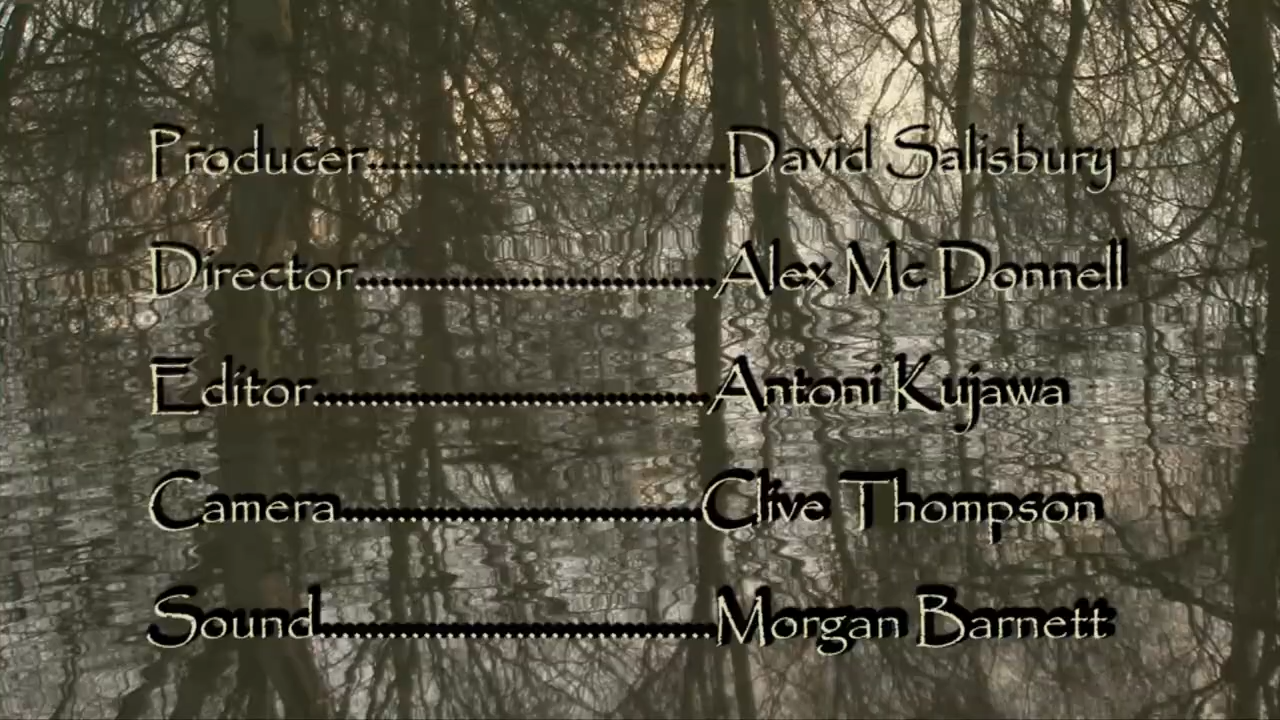 Producer......................................David Salisbury
Director......................................Alex Mc Donnell
Editor..........................................Antoni Kujawa
Camera......................................Clive Thompson
Sound..........................................Morgan Barnett